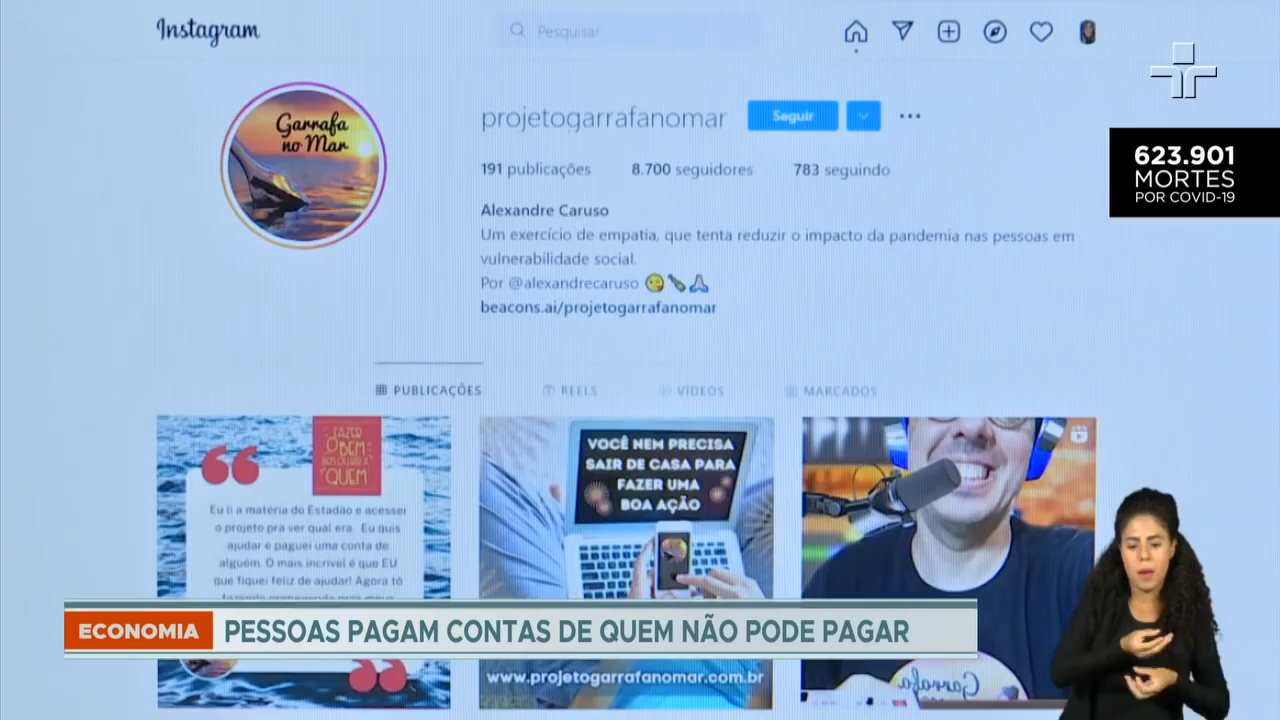 Instagram
Pesquisar
Garrafa
no Mar
projetogarrafanomar
Seguir
191 publicações
8.700 seguidores
783 seguindo
623.901
MORTES
POR COVID-19
Alexandre Caruso
Um exercício de empatia, que tenta reduzir o impacto da pandemia nas pessoas em
vulnerabilidade social.
Por @alexandrecaruso 😘🍾🙏
beacons.ai/projetogarrafanomar
PUBLICAÇÕES
REELS
VÍDEOS
MARCADOS
FAZER
O BEM
SEM OLHAR A
QUEM
Eu li a matéria do Estadão e acessei
o projeto pra ver qual era. Eu quis
ajudar e paguei uma conta de
alguém. O mais incrível é que EU
que fiquei feliz de ajudar! Agora tô
VOCÊ NEM PRECISA
SAIR DE CASA PARA
FAZER UMA
BOA AÇÃO
www.projetogarrafanomar.com.br
Garrafa
ECONOMIA
PESSOAS PAGAM CONTAS DE QUEM NÃO PODE PAGAR